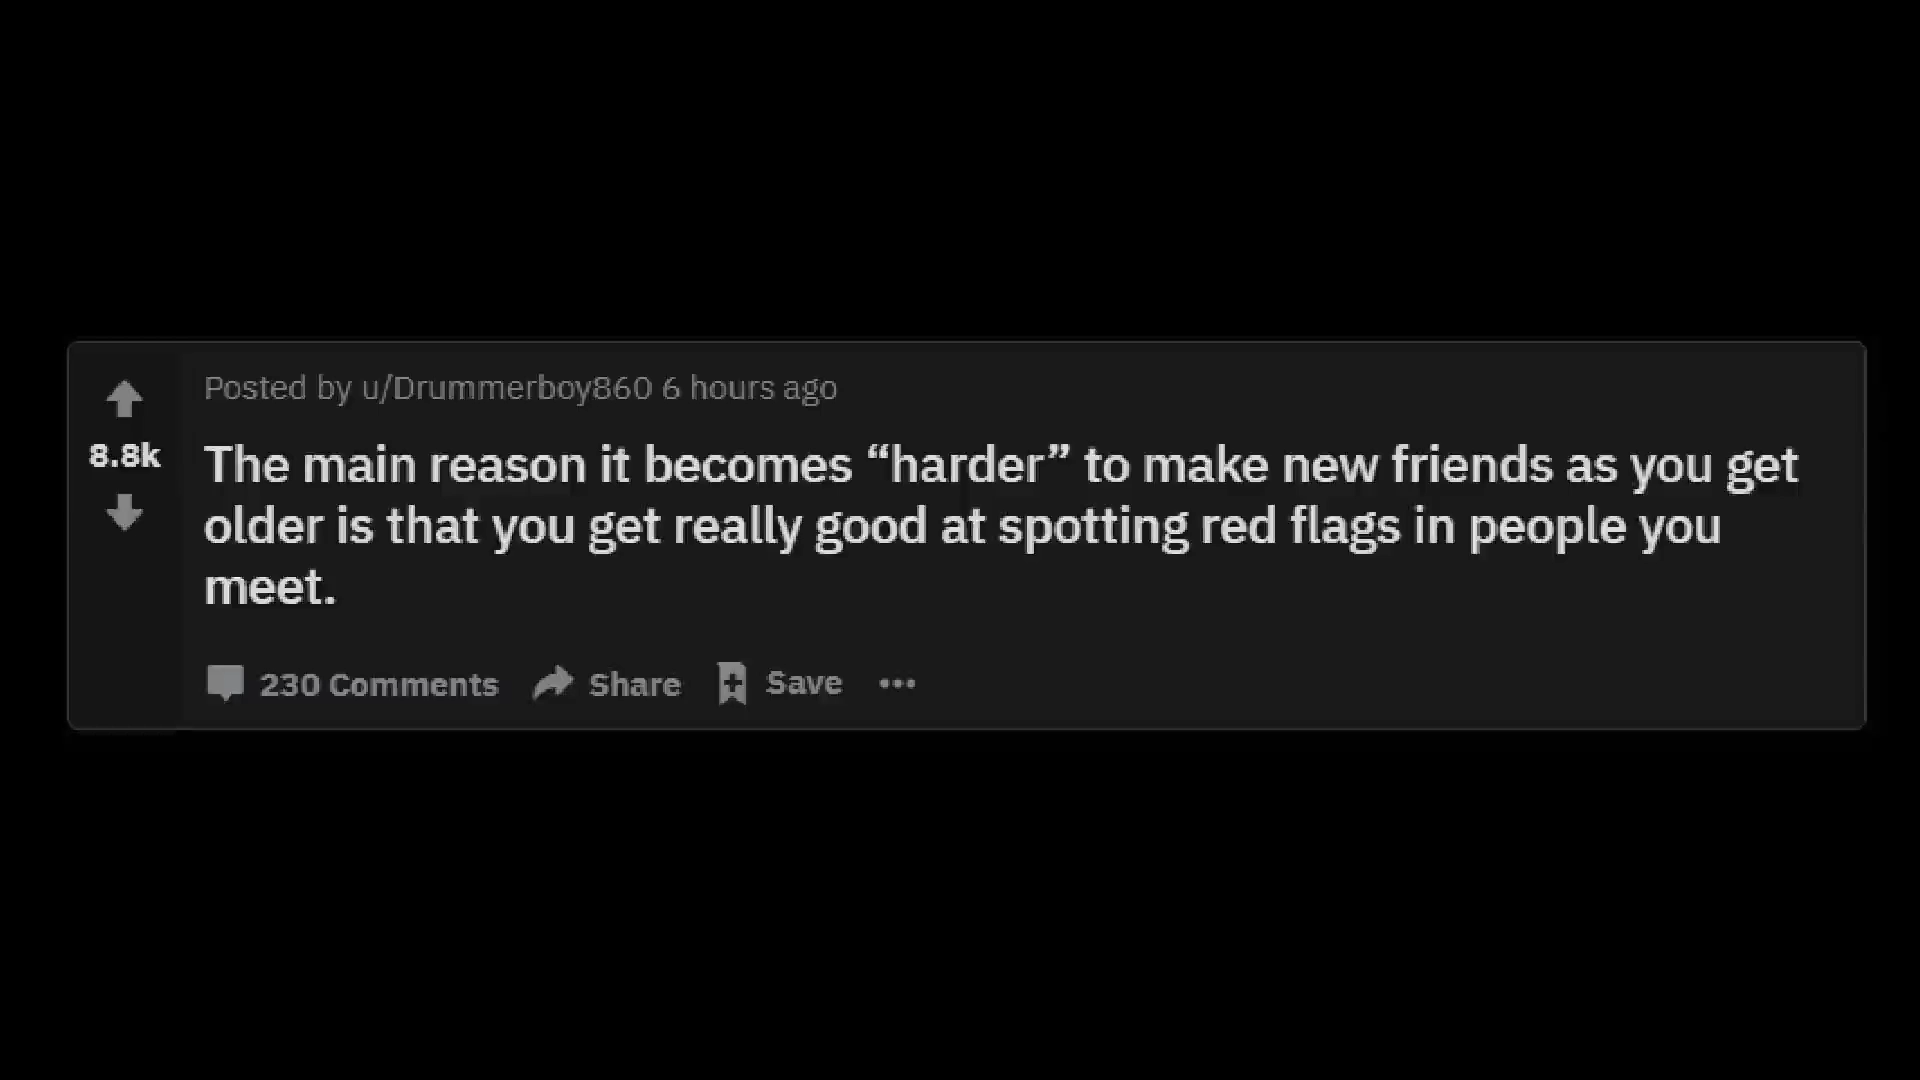 Posted by u/Drummerboy860 6 hours ago
8.8k
The main reason it becomes “harder” to make new friends as you get
older is that you get really good at spotting red flags in people you
meet.
230 Comments Share Save